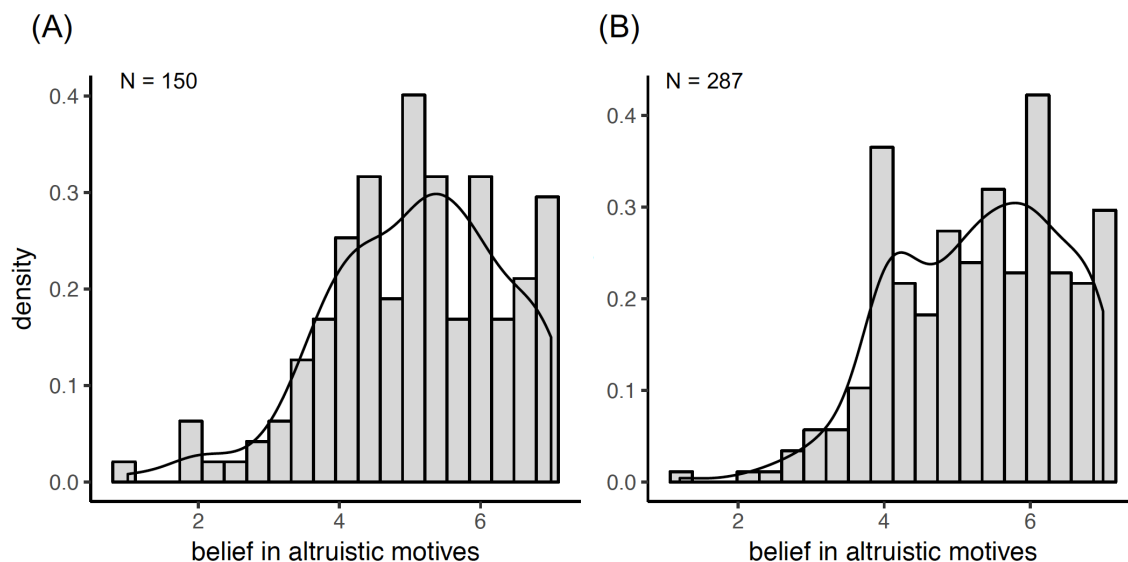 (A)
N = 150
density
0.4
0.3
0.2
0.1
0.0
2 4 6
belief in altruistic motives
(B)
N = 287
0.4
0.3
0.2
0.1
0.0
2 4 6
belief in altruistic motives